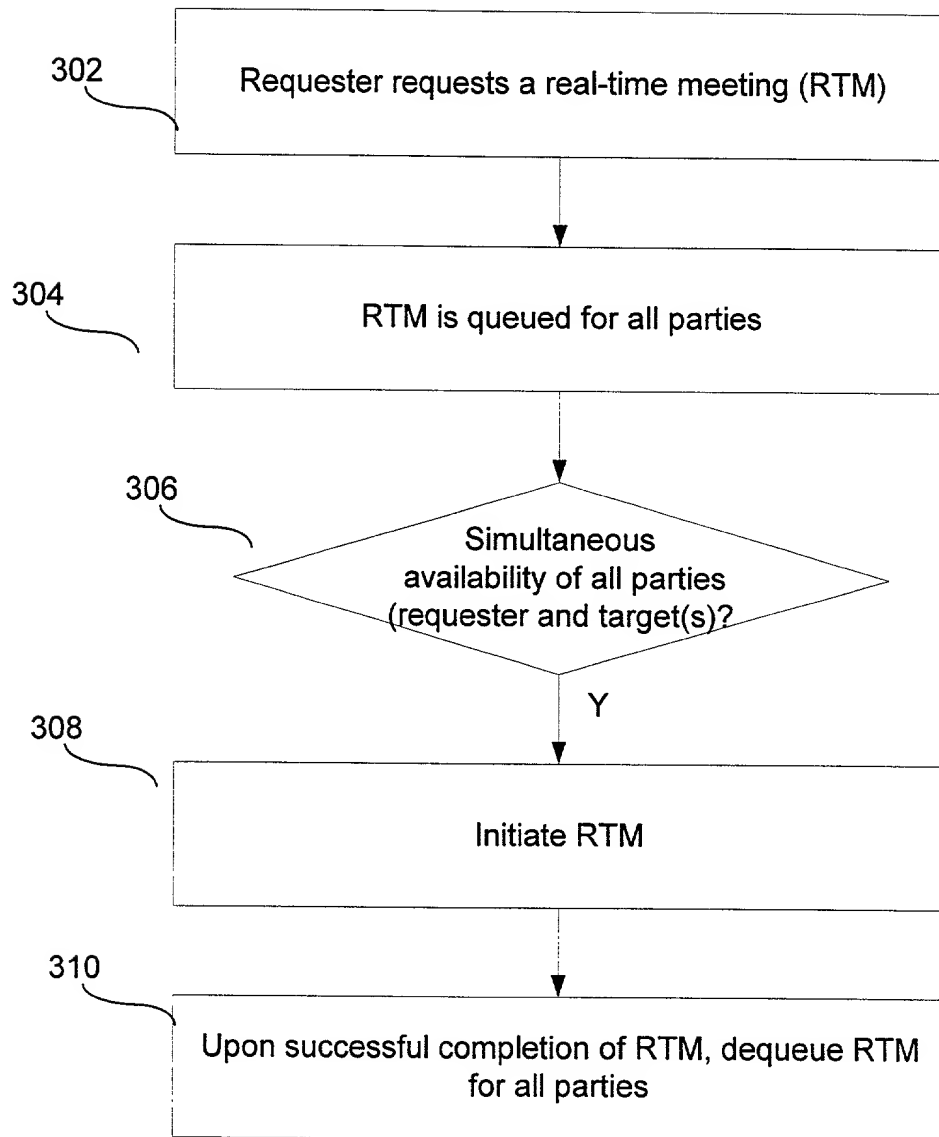 302
Requester requests a real-time meeting (RTM)
304
RTM is queued for all parties
306
Simultaneous
availability of all parties
(requester and target(s)?
Y
308
Initiate RTM
310
Upon successful completion of RTM, dequeue RTM
for all parties